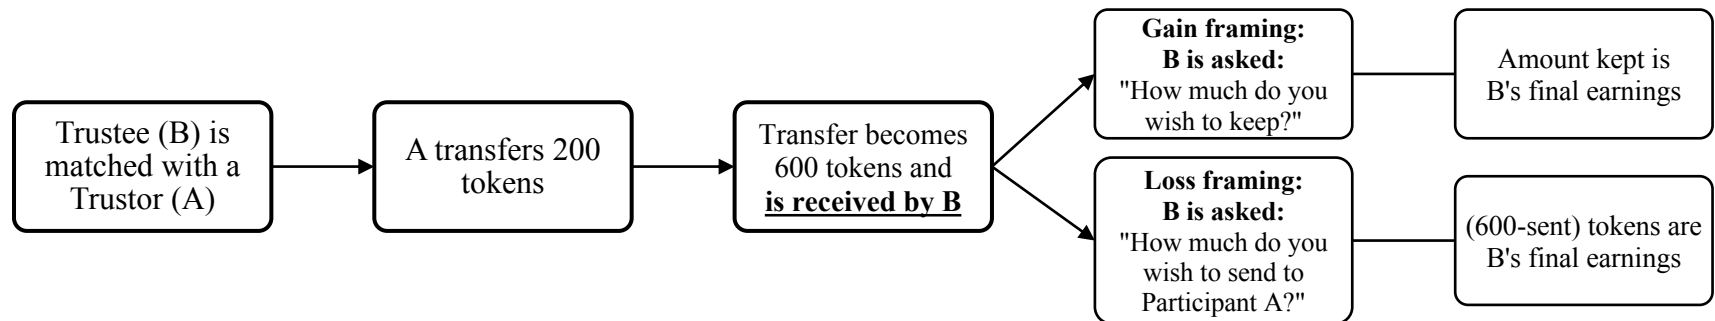 Trustee (B) is
matched with a
Trustor (A)
A transfers 200
tokens
Transfer becomes
600 tokens and
is received by B
Gain framing:
B is asked:
"How much do you
wish to keep?"
Amount kept is
B's final earnings
Loss framing:
B is asked:
"How much do you
wish to send to
Participant A?"
(600-sent) tokens are
B's final earnings